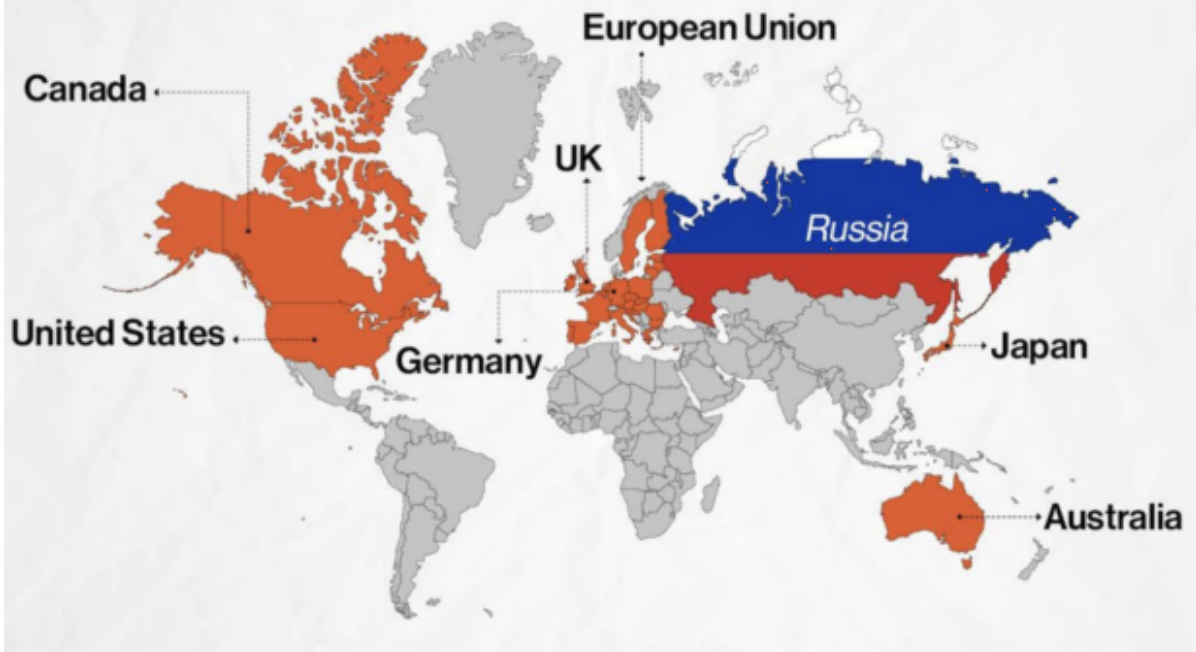 European Union
Canada
UK
Russia
United States
Germany
Japan
Australia